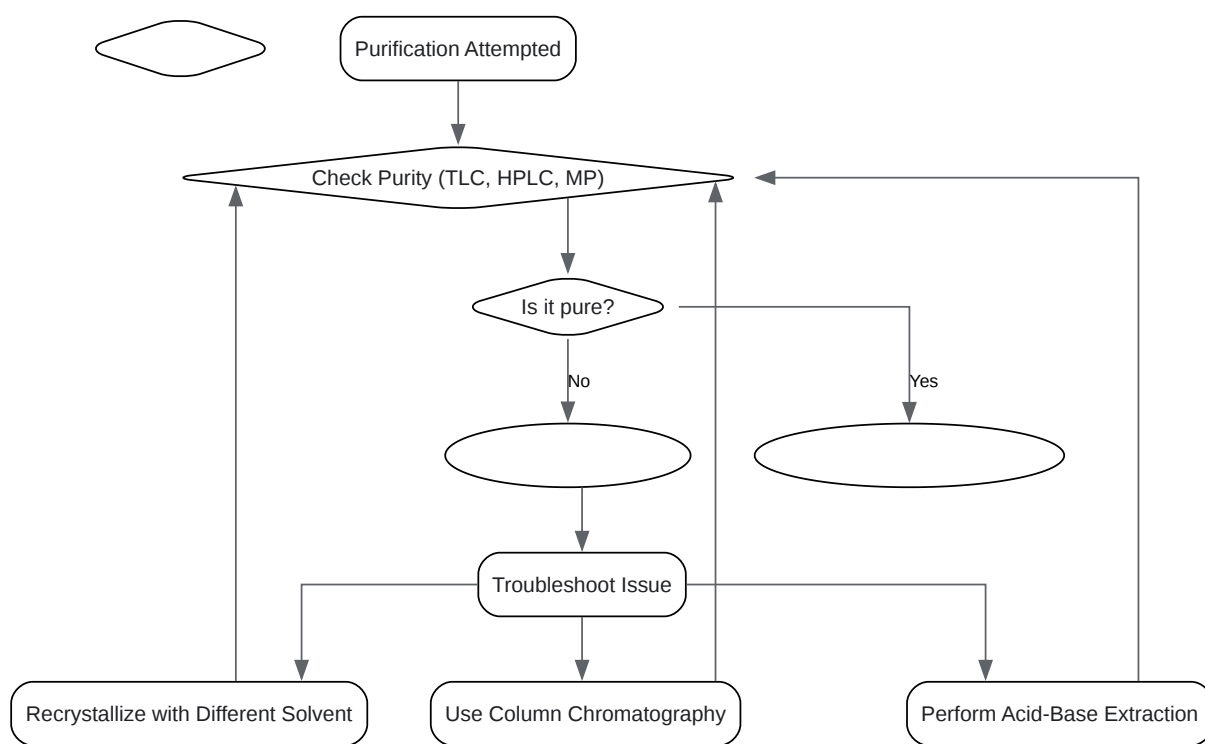 Purification Attempted
Check Purity (TLC, HPLC, MP)
Is it pure?
No
Yes
Troubleshoot Issue
Recrystallize with Different Solvent
Use Column Chromatography
Perform Acid-Base Extraction